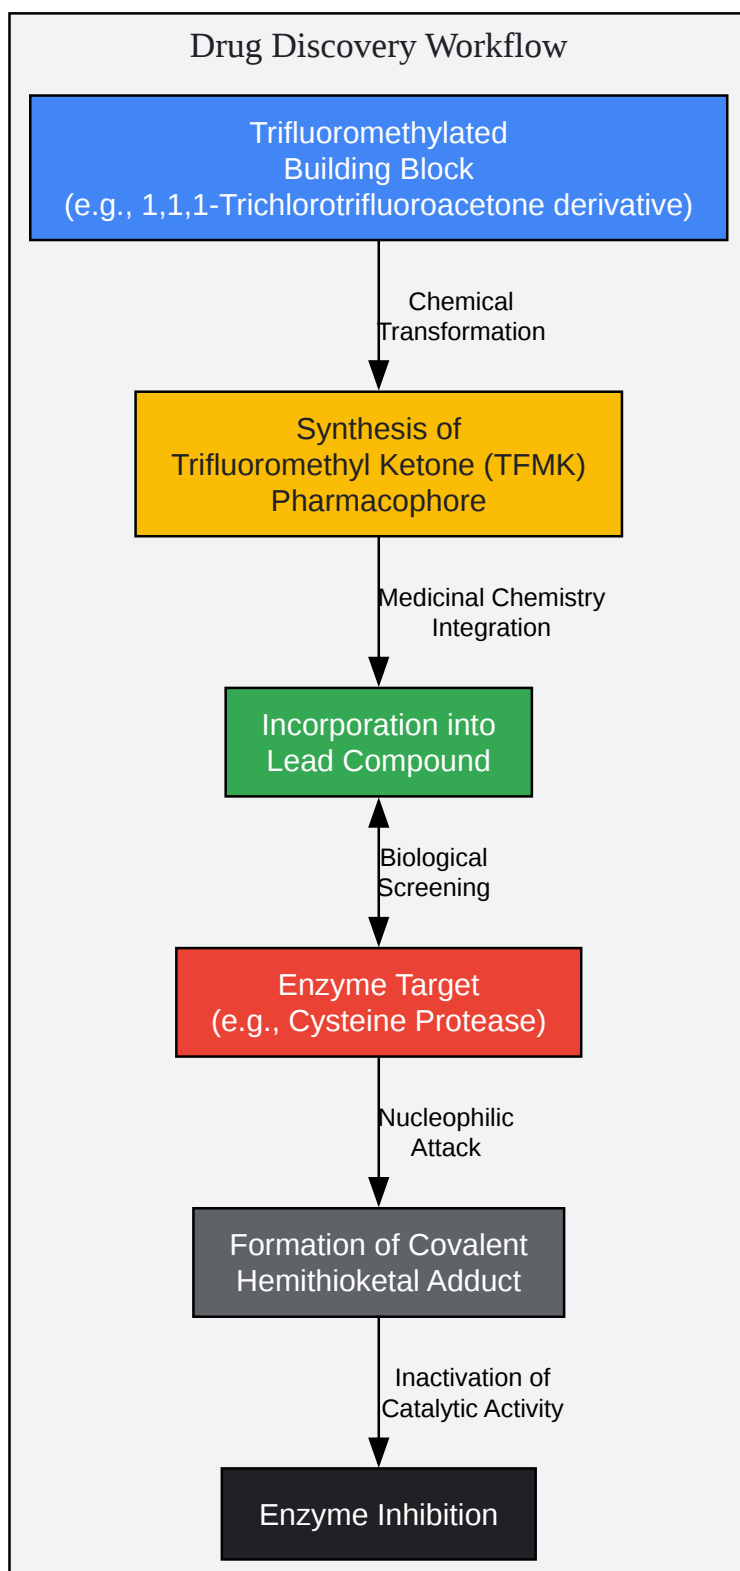 Drug Discovery Workflow
Trifluoromethylated
Building Block
(e.g., 1,1,1-Trichlorotrifluoroacetone derivative)
Chemical
Transformation
Synthesis of
Trifluoromethyl Ketone (TFMK)
Pharmacophore
Medicinal Chemistry
Integration
Incorporation into
Lead Compound
Biological
Screening
Enzyme Target
(e.g., Cysteine Protease)
Nucleophilic
Attack
Formation of Covalent
Hemithioketal Adduct
Inactivation of
Catalytic Activity
Enzyme Inhibition